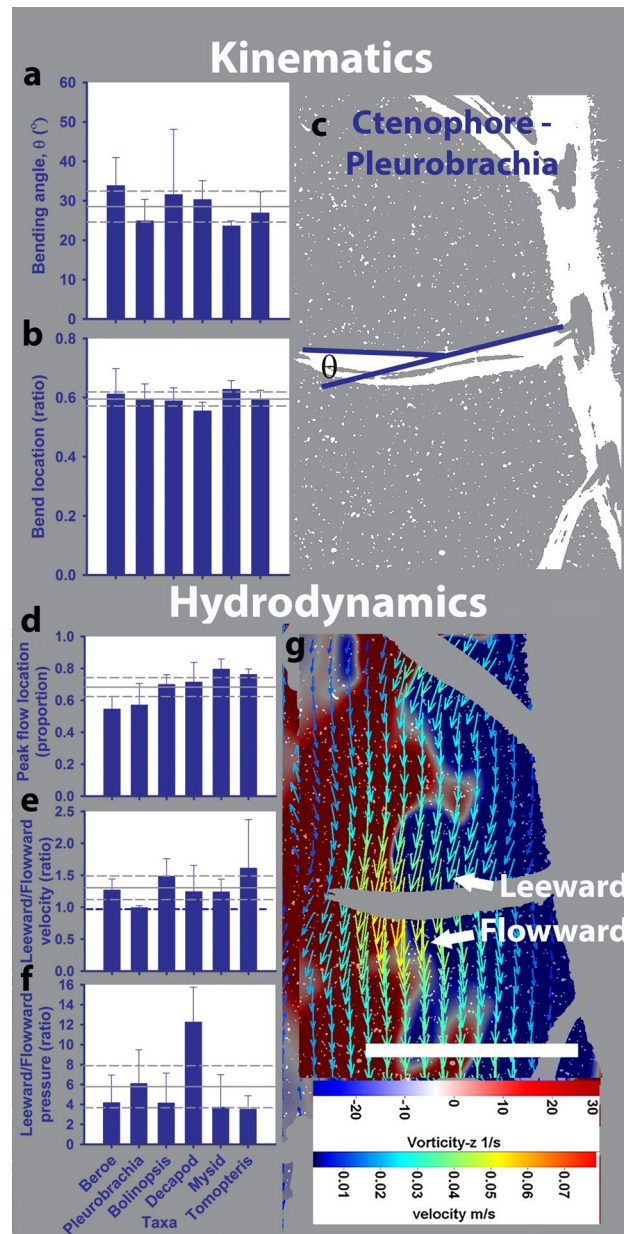 Kinematics
a
60
50
40
30
20
10
0
Bending angle, θ (°)
c
Ctenophore -
Pleurobrachia
θ
b
0.8
0.6
0.4
0.2
0.0
Bend location (ratio)
Hydrodynamics
d
1.0
0.8
0.6
0.4
0.2
0.0
Peak flow location
(proportion)
e
2.5
2.0
1.5
1.0
0.5
0.0
Leeward/Flowward
velocity (ratio)
f
16
14
12
10
8
6
4
2
0
Leeward/Flowward
pressure (ratio)
Beroe
Pleurobrachia
Bolinopsis
Decapod
Mysid
Tomopteris
Taxa
g
Leeward
Flowward
-20 -10 0 10 20 30
Vorticity-z 1/s
0.01 0.02 0.03 0.04 0.05 0.06 0.07
velocity m/s